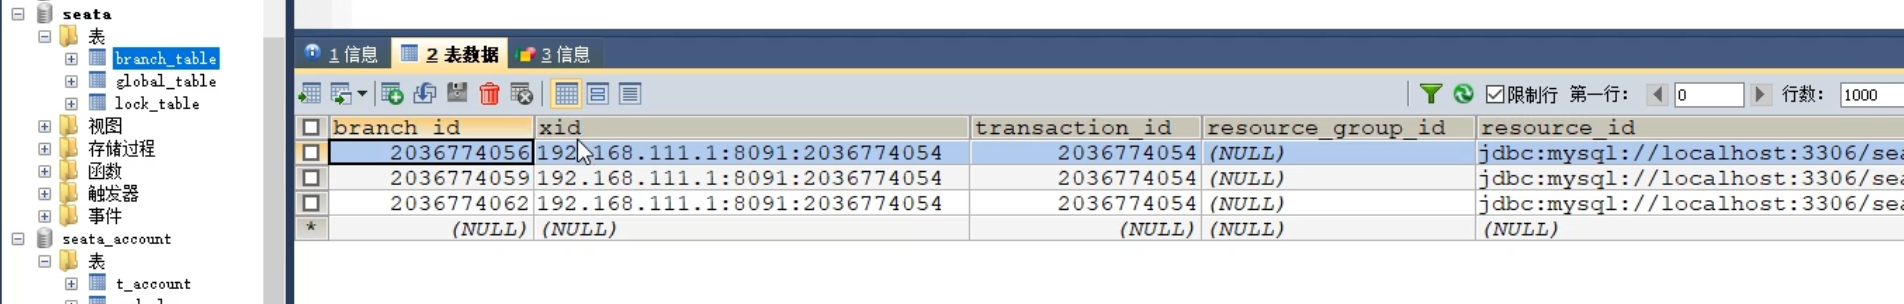 seata
表
branch_table
global_table
lock_table
视图
存储过程
函数
触发器
事件
seata_account
表
t_account
1 信息 2 表数据 3 信息
限制行 第一行: 0 行数: 1000
branch_id xid transaction_id resource_group_id resource_id
2036774056 192.168.111.1:8091:2036774054 2036774054 (NULL) jdbc:mysql://localhost:3306/sea
2036774059 192.168.111.1:8091:2036774054 2036774054 (NULL) jdbc:mysql://localhost:3306/sea
2036774062 192.168.111.1:8091:2036774054 2036774054 (NULL) jdbc:mysql://localhost:3306/sea
* (NULL) (NULL) (NULL) (NULL) (NULL)